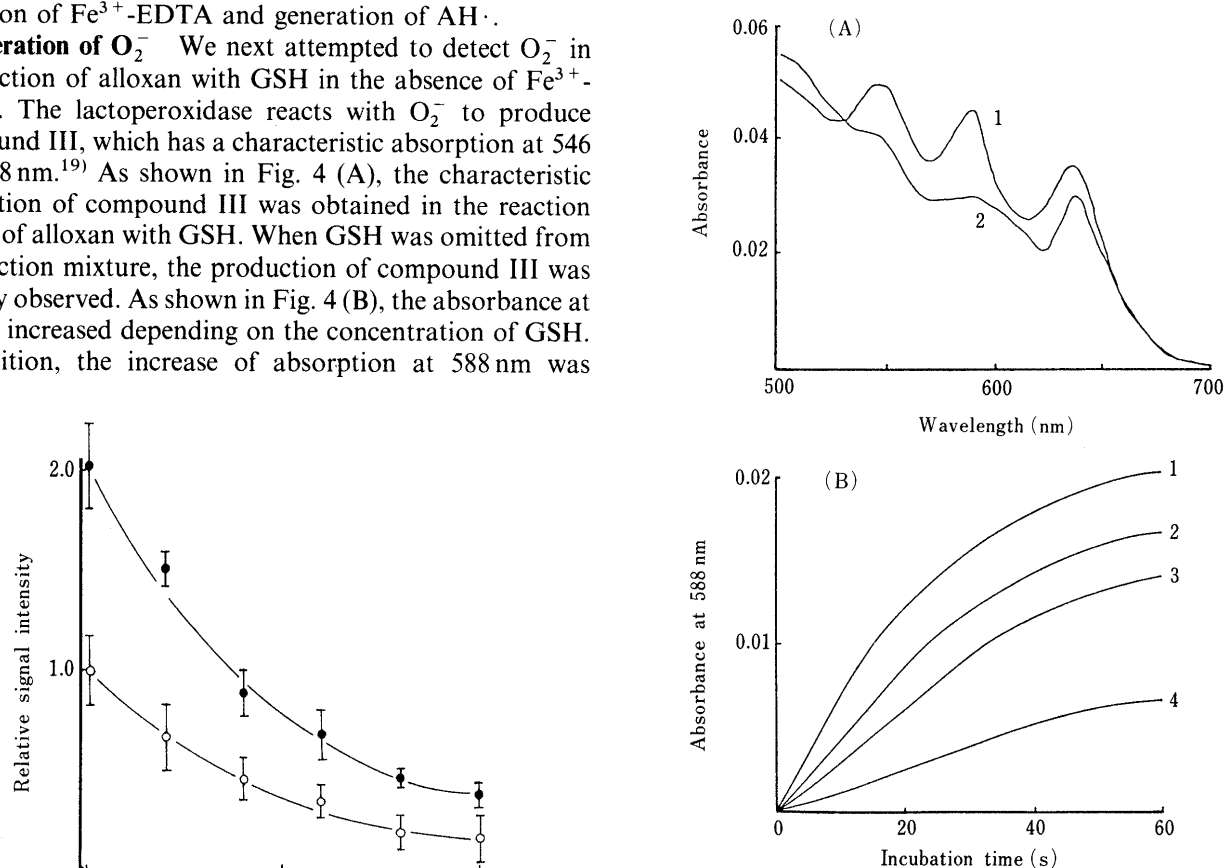 on of Fe³⁺-EDTA and generation of AH·.
eration of O₂⁻ We next attempted to detect O₂⁻ in
ction of alloxan with GSH in the absence of Fe³⁺-
. The lactoperoxidase reacts with O₂⁻ to produce
und III, which has a characteristic absorption at 546
8 nm.¹⁹⁾ As shown in Fig. 4 (A), the characteristic
tion of compound III was obtained in the reaction
of alloxan with GSH. When GSH was omitted from
ction mixture, the production of compound III was
y observed. As shown in Fig. 4 (B), the absorbance at
increased depending on the concentration of GSH.
ition, the increase of absorption at 588 nm was
2.0
1.0
Relative signal intensity
(A)
0.06
0.04
0.02
Absorbance
1
2
500
600
700
Wavelength (nm)
(B)
0.02
0.01
Absorbance at 588 nm
1
2
3
4
0
20
40
60
Incubation time (s)